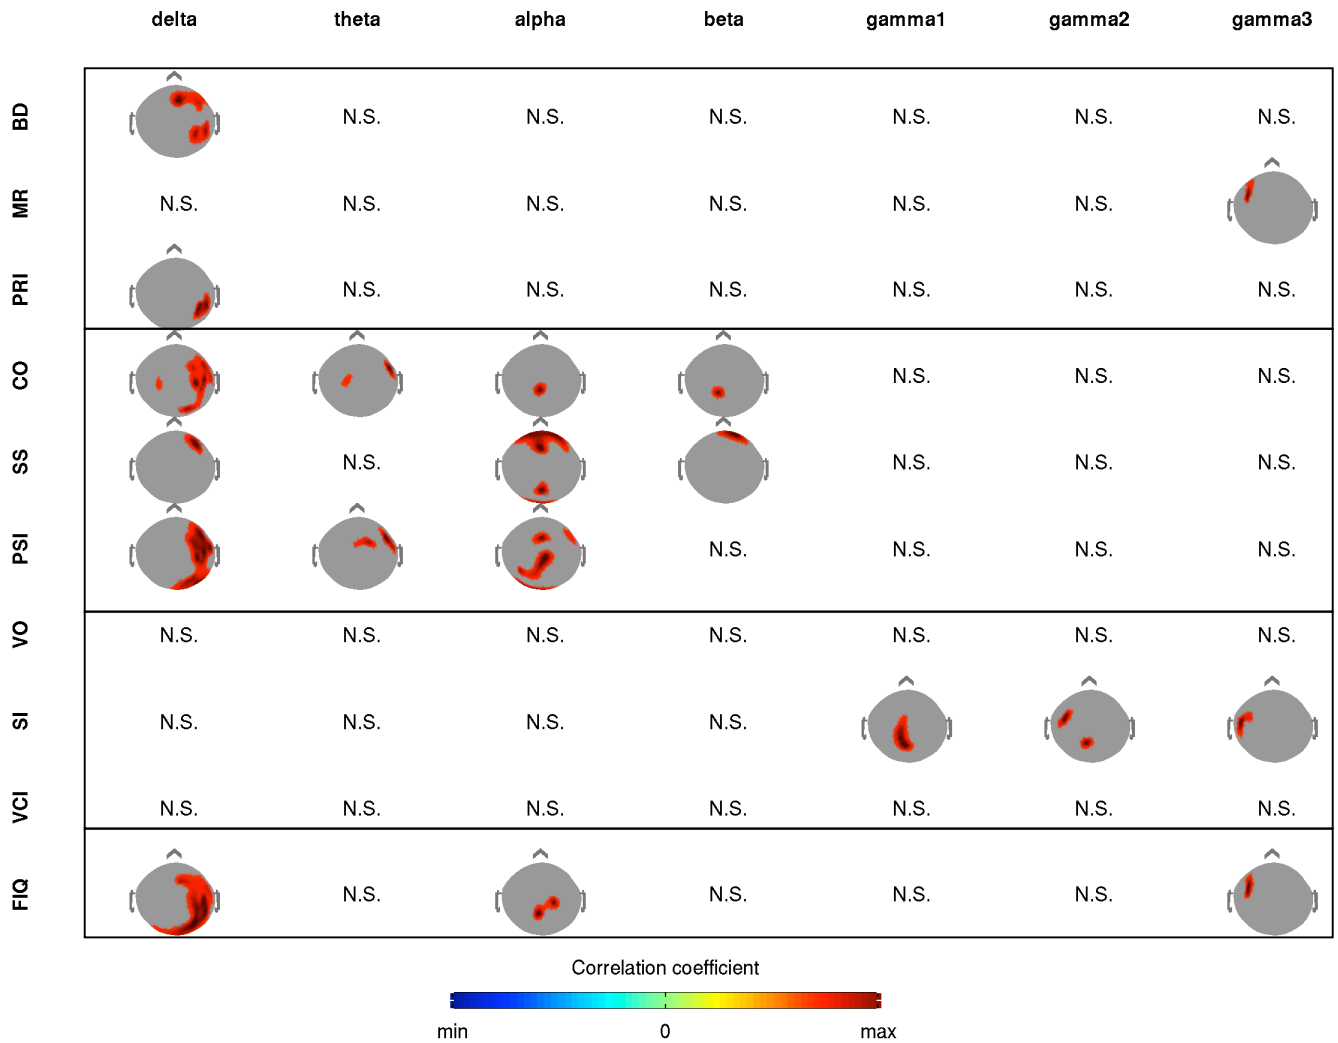 delta theta alpha beta gamma1 gamma2 gamma3
BD N.S. N.S. N.S. N.S. N.S. N.S.
MR N.S. N.S. N.S. N.S. N.S. N.S.
PRI N.S. N.S. N.S. N.S. N.S. N.S.
CO N.S. N.S. N.S.
SS N.S. N.S. N.S. N.S.
PSI N.S. N.S. N.S. N.S.
VO N.S. N.S. N.S. N.S. N.S. N.S. N.S.
SI N.S. N.S. N.S. N.S.
VCI N.S. N.S. N.S. N.S. N.S. N.S. N.S.
FIQ N.S. N.S. N.S. N.S.
Correlation coefficient
min 0 max